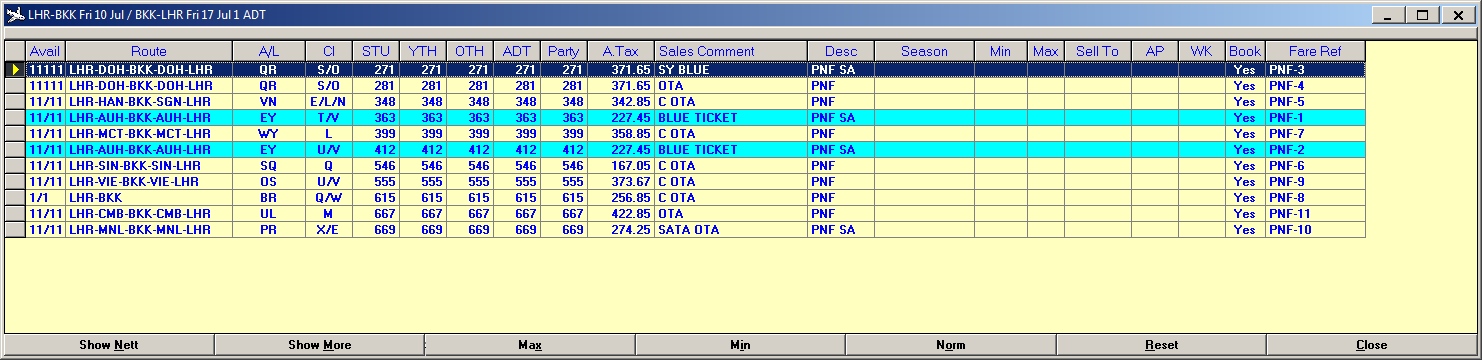 LHR-BKK Fri 10 Jul / BKK-LHR Fri 17 Jul 1 ADT
Avail Route A/L Cl STU YTH OTH ADT Party A.Tax Sales Comment Desc Season Min Max Sell To AP WK Book Fare Ref
11111 LHR-DOH-BKK-DOH-LHR QR S/O 271 271 271 271 271 371.65 SY BLUE PNF SA Yes PNF-3
11111 LHR-DOH-BKK-DOH-LHR QR S/O 281 281 281 281 281 371.65 OTA PNF Yes PNF-4
11/11 LHR-HAN-BKK-SGN-LHR VN E/L/N 348 348 348 348 348 342.85 C OTA PNF Yes PNF-5
11/11 LHR-AUH-BKK-AUH-LHR EY T/V 363 363 363 363 363 227.45 BLUE TICKET PNF SA Yes PNF-1
11/11 LHR-MCT-BKK-MCT-LHR WY L 399 399 399 399 399 358.85 C OTA PNF Yes PNF-7
11/11 LHR-AUH-BKK-AUH-LHR EY U/V 412 412 412 412 412 227.45 BLUE TICKET PNF SA Yes PNF-2
11/11 LHR-SIN-BKK-SIN-LHR SQ Q 546 546 546 546 546 167.05 C OTA PNF Yes PNF-6
11/11 LHR-VIE-BKK-VIE-LHR OS U/V 555 555 555 555 555 373.67 C OTA PNF Yes PNF-9
1/1 LHR-BKK BR Q/W 615 615 615 615 615 256.85 C OTA PNF Yes PNF-8
11/11 LHR-CMB-BKK-CMB-LHR UL M 667 667 667 667 667 422.85 OTA PNF Yes PNF-11
11/11 LHR-MNL-BKK-MNL-LHR PR X/E 669 669 669 669 669 274.25 SATA OTA PNF SA Yes PNF-10
Show Nett Show More Max Min Norm Reset Close